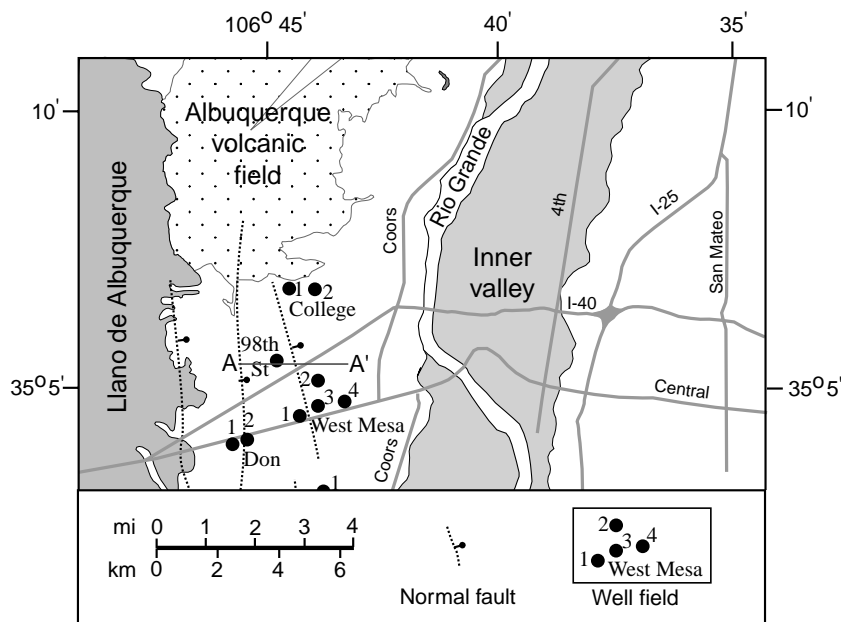 106° 45'
40
35
10'
10'
Albuquerque
volcanic
field
Llano de Albuquerque
Rio Grande
Coors
4th
I-25
San Mateo
Inner
valley
I-40
1 2
College
98th
St
A A'
2
3 4
1
West Mesa
35° 5'
35° 5'
Central
1 2
Don
Coors
1
mi 0 1 2 3 4
km 0 2 4 6
Normal fault
2
3 4
1
West Mesa
Well field